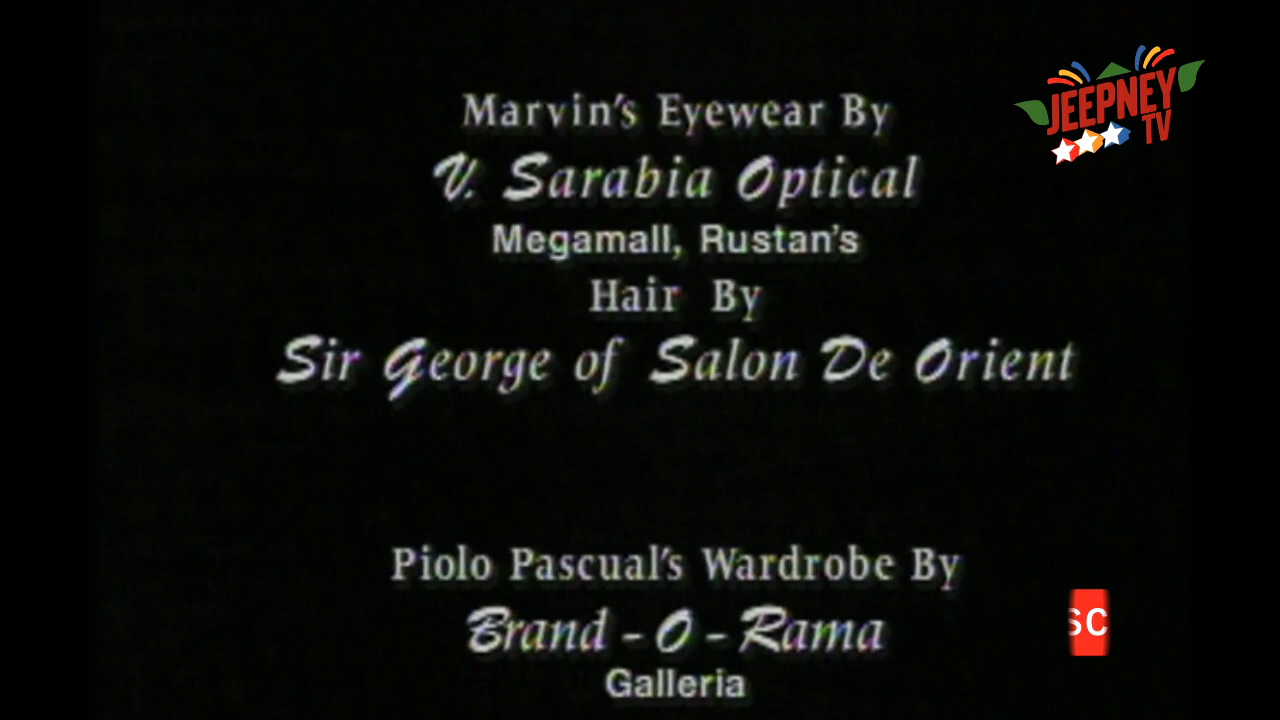 JEEPNEY
TV
Marvin's Eyewear By
V. Sarabia Optical
Megamall, Rustan's
Hair By
Sir George of Salon De Orient
Piolo Pascual's Wardrobe By
Brand - O - Rama
Galleria
SC